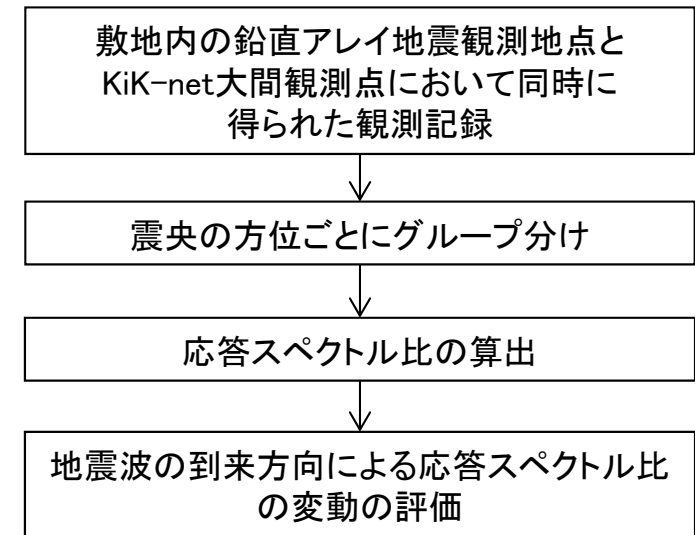 敷地内の鉛直アレイ地震観測地点と
KiK-net大間観測点において同時に
得られた観測記録
震央の方位ごとにグループ分け
応答スペクトル比の算出
地震波の到来方向による応答スペクトル比
の変動の評価